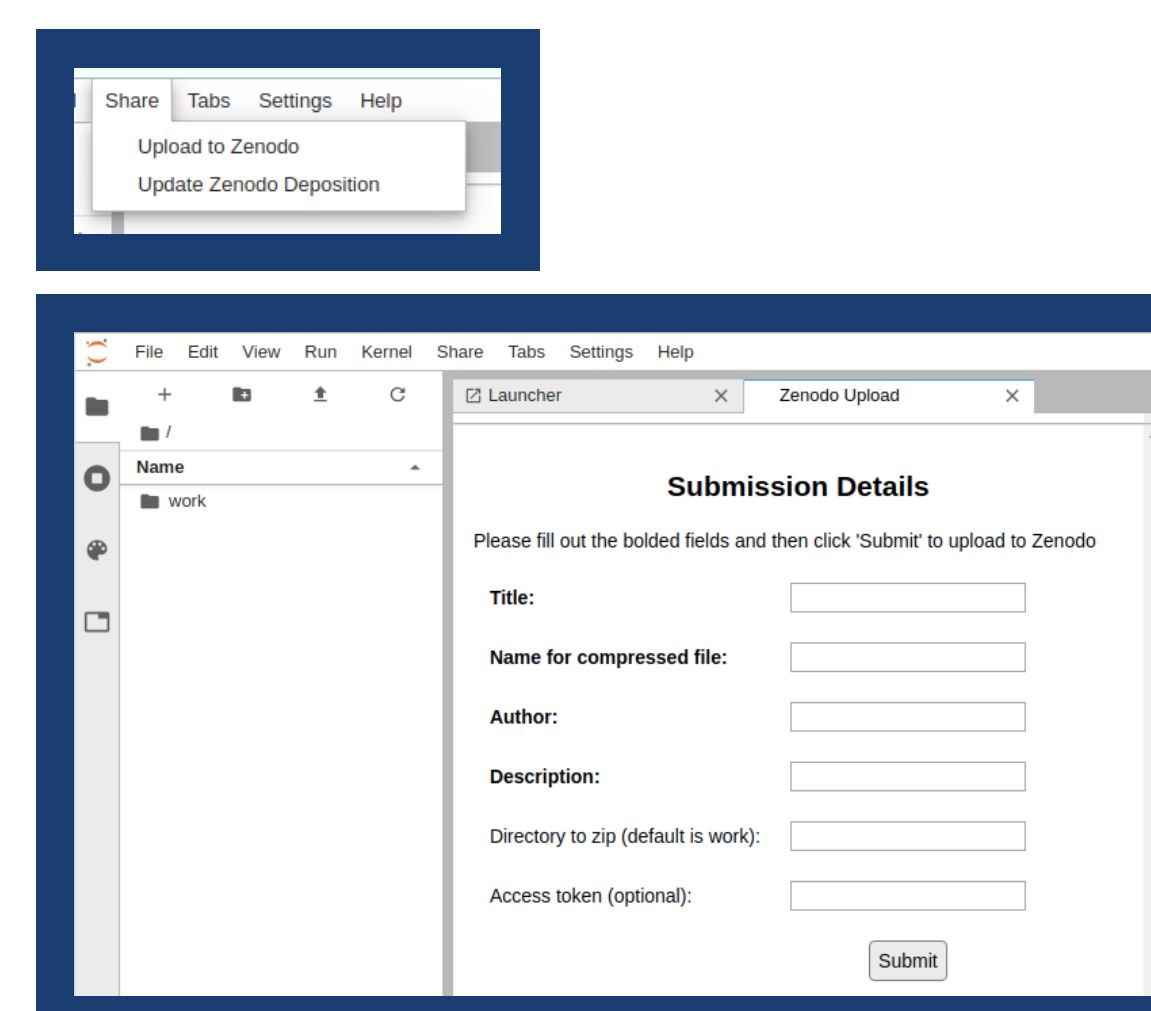 Share Tabs Settings Help
Upload to Zenodo
Update Zenodo Deposition
File Edit View Run Kernel Share Tabs Settings Help
Launcher Zenodo Upload
/
Name
work
Submission Details
Please fill out the bolded fields and then click 'Submit' to upload to Zenodo
Title:
Name for compressed file:
Author:
Description:
Directory to zip (default is work):
Access token (optional):
Submit